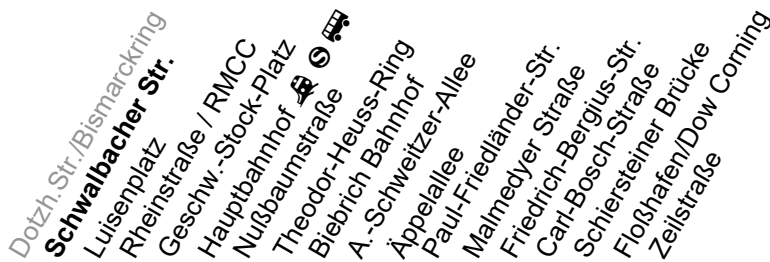 Dotzh.Str./Bismarckring
Schwalbacher Str.
Luisenplatz
Rheinstraße / RMCC
Geschw.-Stock-Platz
Hauptbahnhof S
Nußbaumstraße
Theodor-Heuss-Ring
Biebrich Bahnhof
A.-Schweitzer-Allee
Äppelallee
Paul-Friedländer-Str.
Malmedyer Straße
Friedrich-Bergius-Str.
Carl-Bosch-Straße
Schiersteiner Brücke
Floßhafen/Dow Corning
Zeilstraße